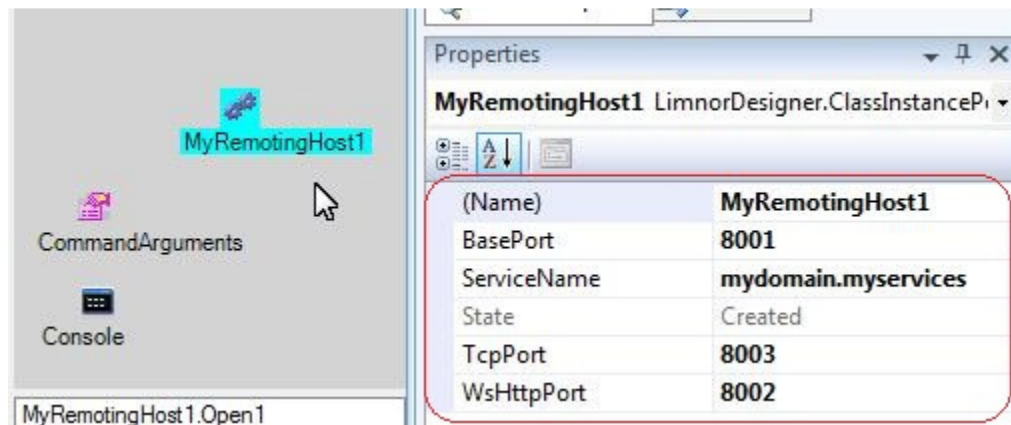 MyRemotingHost1
CommandArguments
Console
MyRemotingHost1.Open1
Properties
MyRemotingHost1 LimnorDesigner.ClassInstanceP
(Name) MyRemotingHost1
BasePort 8001
ServiceName mydomain.myservices
State Created
TcpPort 8003
WsHttpPort 8002